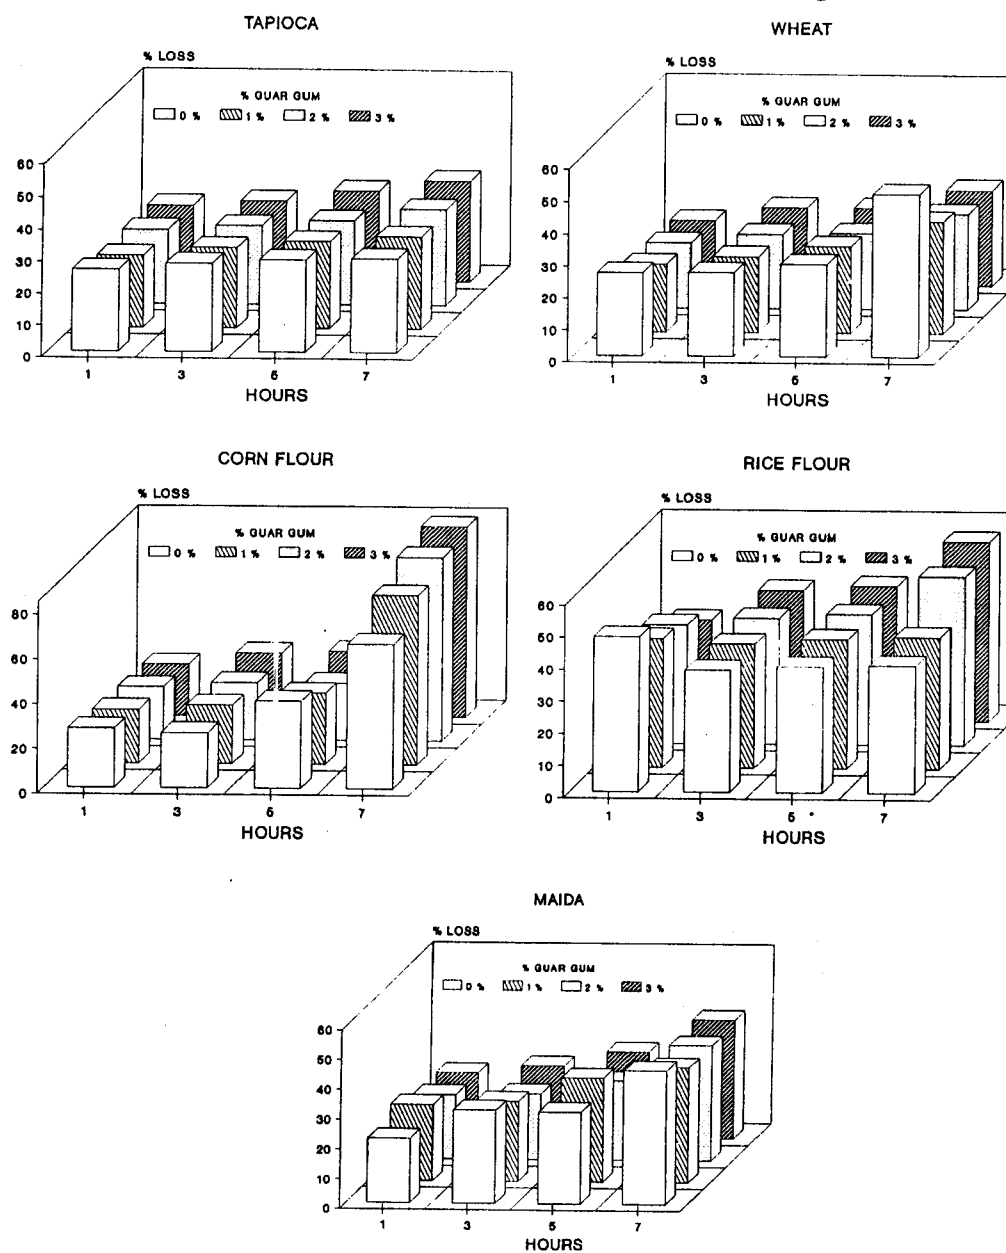 TAPIOCA
% LOSS
% GUAR GUM
0 % 1 % 2 % 3 %
60
50
40
30
20
10
0
1 3 5 7
HOURS
WHEAT
% LOSS
% GUAR GUM
0 % 1 % 2 % 3 %
60
50
40
30
20
10
0
1 3 5 7
HOURS
CORN FLOUR
% LOSS
% GUAR GUM
0 % 1 % 2 % 3 %
80
60
40
20
0
1 3 5 7
HOURS
RICE FLOUR
% LOSS
% GUAR GUM
0 % 1 % 2 % 3 %
60
50
40
30
20
10
0
1 3 5 7
HOURS
MAIDA
% LOSS
% GUAR GUM
0 % 1 % 2 % 3 %
60
50
40
30
20
10
0
1 3 5 7
HOURS